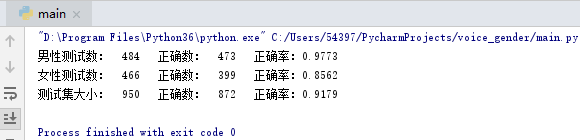 main
"D:\Program Files\Python36\python.exe" C:/Users/54397/PycharmProjects/voice_gender/main.py
男性测试数: 484 正确数: 473 正确率: 0.9773
女性测试数: 466 正确数: 399 正确率: 0.8562
测试集大小: 950 正确数: 872 正确率: 0.9179
Process finished with exit code 0